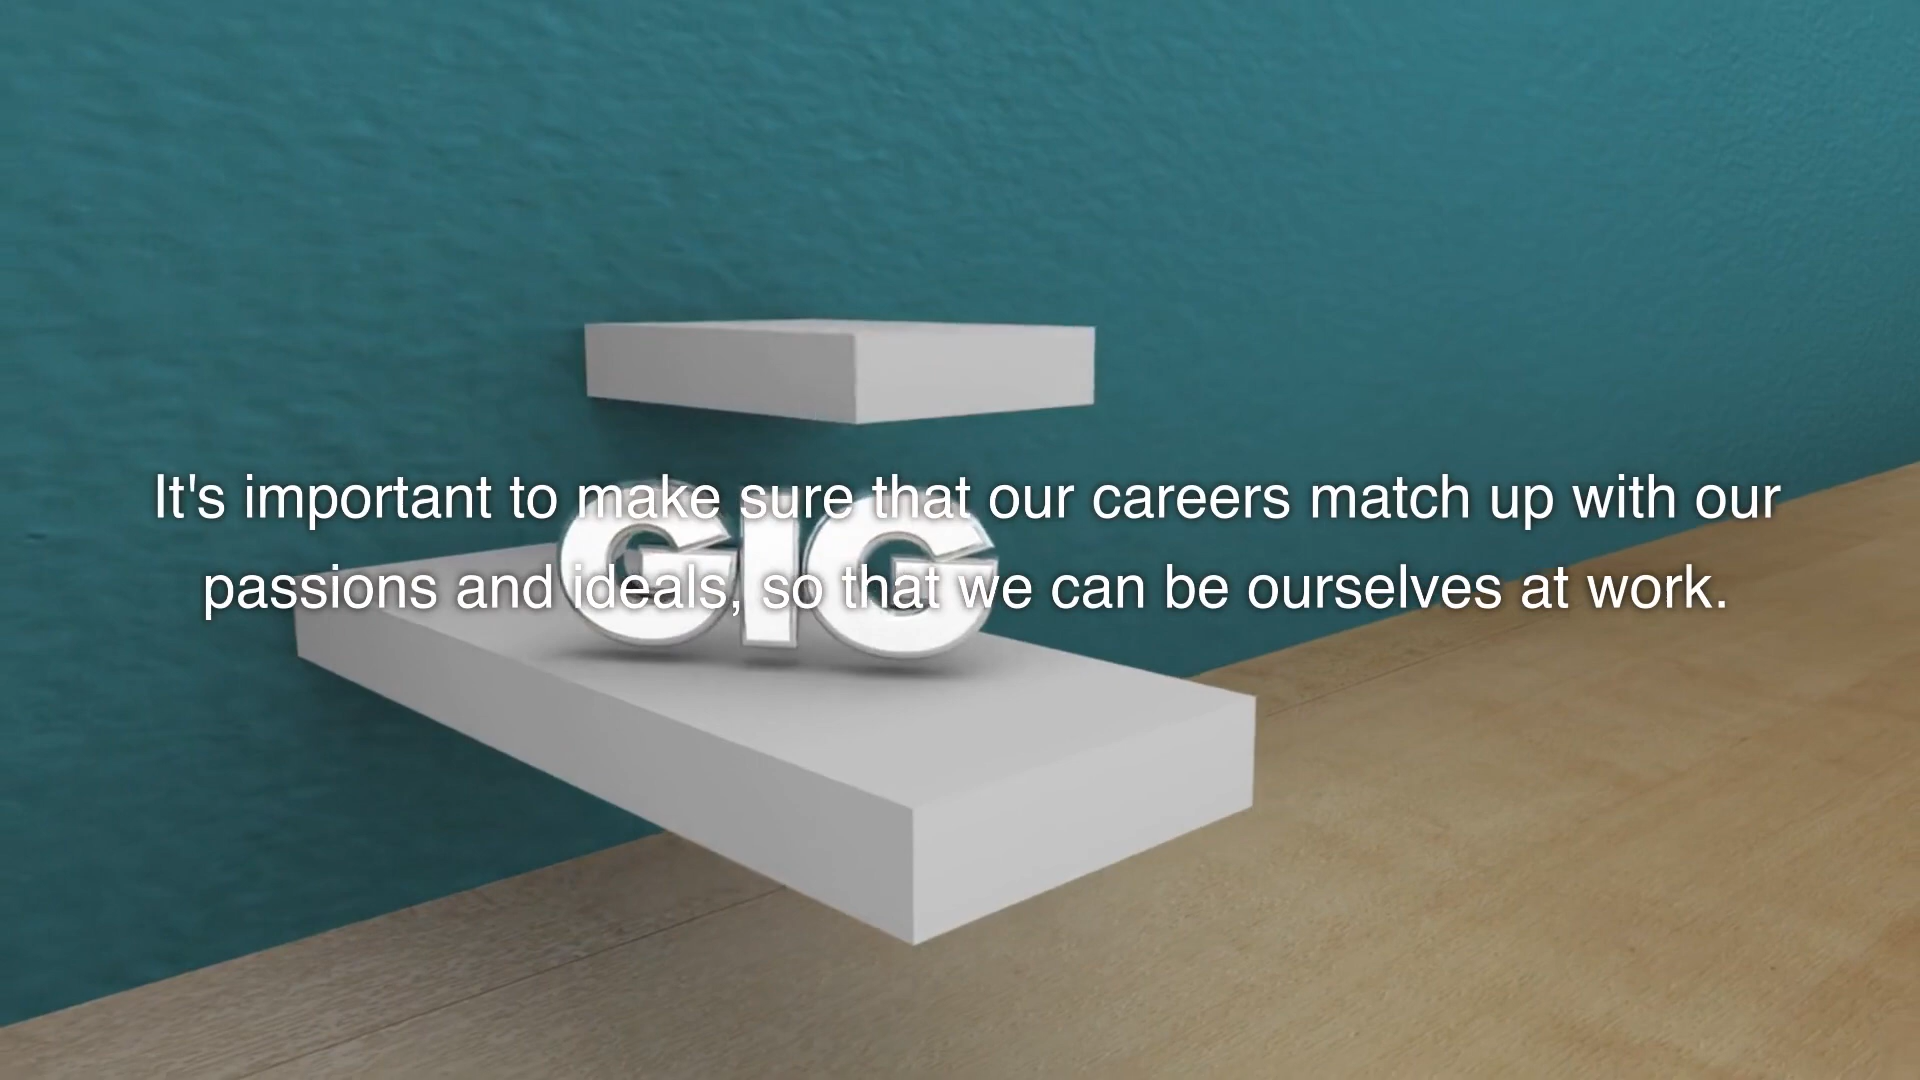 It's important to make sure that our careers match up with our
passions and ideals, so that we can be ourselves at work.
GIG